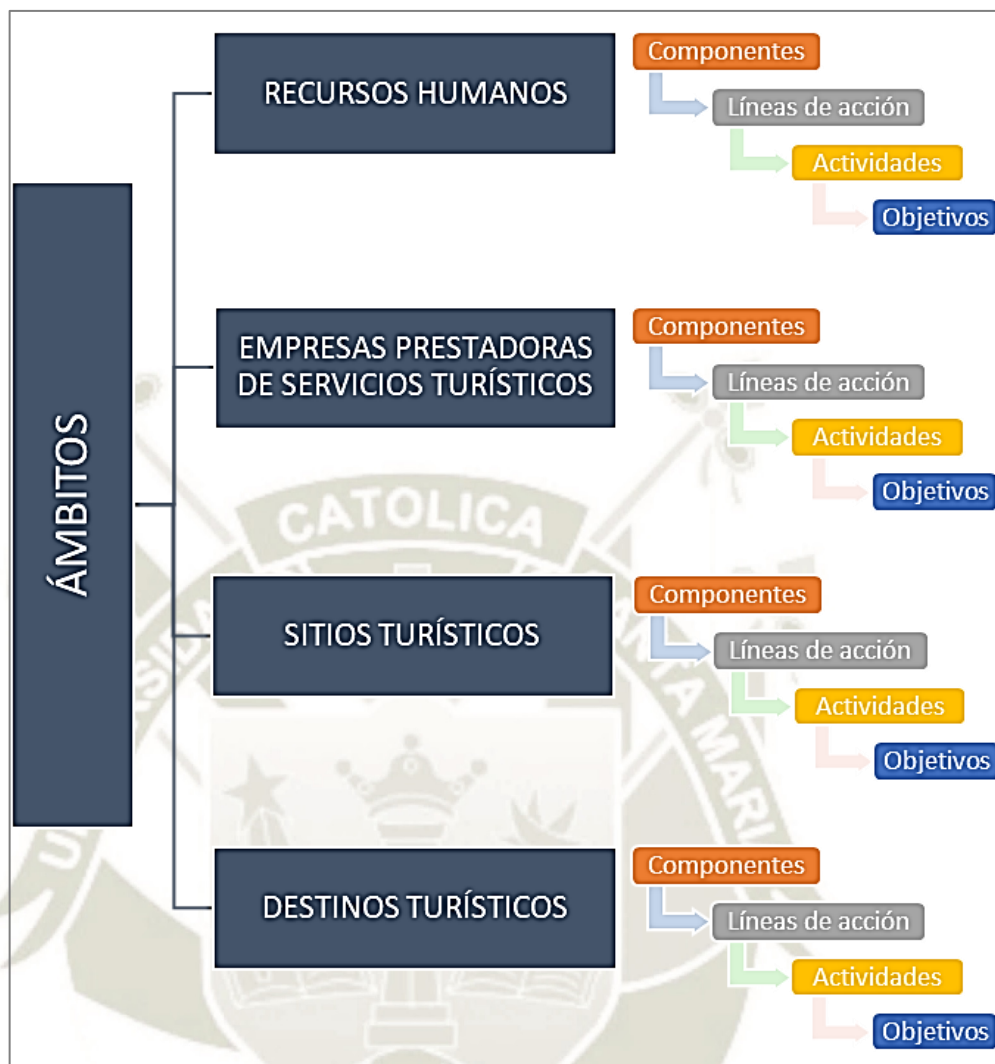 ÁMBITOS
RECURSOS HUMANOS
Componentes
Líneas de acción
Actividades
Objetivos
EMPRESAS PRESTADORAS
DE SERVICIOS TURÍSTICOS
Componentes
Líneas de acción
Actividades
Objetivos
SITIOS TURÍSTICOS
Componentes
Líneas de acción
Actividades
Objetivos
DESTINOS TURÍSTICOS
Componentes
Líneas de acción
Actividades
Objetivos
CATOLICA